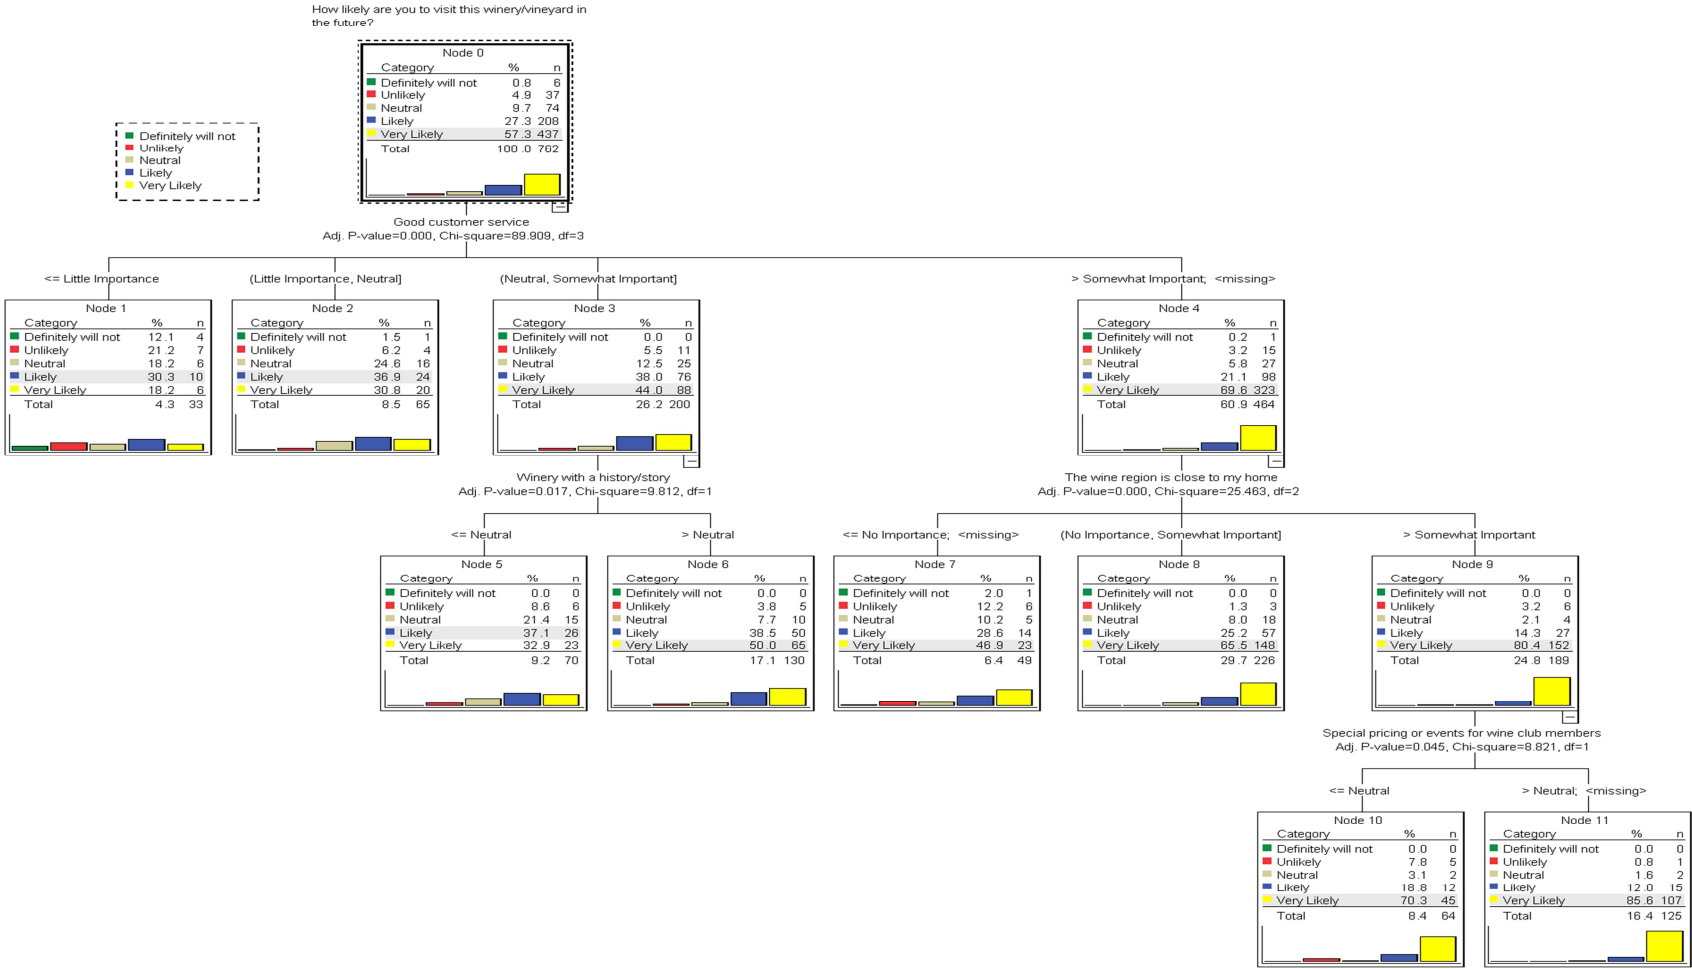 How likely are you to visit this winery/vineyard in
the future?
Node 0
Category % n
Definitely will not 0.8 6
Unlikely 4.9 37
Neutral 9.7 74
Likely 27.3 208
Very Likely 57.3 437
Total 100.0 762
Definitely will not
Unlikely
Neutral
Likely
Very Likely
Good customer service
Adj. P-value=0.000, Chi-square=89.909, df=3
<= Little Importance
(Little Importance, Neutral]
(Neutral, Somewhat Important]
> Somewhat Important; <missing>
Node 1
Category % n
Definitely will not 12.1 4
Unlikely 21.2 7
Neutral 18.2 6
Likely 30.3 10
Very Likely 18.2 6
Total 4.3 33
Node 2
Category % n
Definitely will not 1.5 1
Unlikely 6.2 4
Neutral 24.6 16
Likely 36.9 24
Very Likely 30.8 20
Total 8.5 65
Node 3
Category % n
Definitely will not 0.0 0
Unlikely 5.5 11
Neutral 12.5 25
Likely 38.0 76
Very Likely 44.0 88
Total 26.2 200
Node 4
Category % n
Definitely will not 0.2 1
Unlikely 3.2 15
Neutral 5.8 27
Likely 21.1 98
Very Likely 69.6 323
Total 60.9 464
Winery with a history/story
Adj. P-value=0.017, Chi-square=9.812, df=1
The wine region is close to my home
Adj. P-value=0.000, Chi-square=25.463, df=2
<= Neutral
> Neutral
<= No Importance; <missing>
(No Importance, Somewhat Important]
> Somewhat Important
Node 5
Category % n
Definitely will not 0.0 0
Unlikely 8.6 6
Neutral 21.4 15
Likely 37.1 26
Very Likely 32.9 23
Total 9.2 70
Node 6
Category % n
Definitely will not 0.0 0
Unlikely 3.8 5
Neutral 7.7 10
Likely 38.5 50
Very Likely 50.0 65
Total 17.1 130
Node 7
Category % n
Definitely will not 2.0 1
Unlikely 12.2 6
Neutral 10.2 5
Likely 28.6 14
Very Likely 46.9 23
Total 6.4 49
Node 8
Category % n
Definitely will not 0.0 0
Unlikely 1.3 3
Neutral 8.0 18
Likely 25.2 57
Very Likely 65.5 148
Total 29.7 226
Node 9
Category % n
Definitely will not 0.0 0
Unlikely 3.2 6
Neutral 2.1 4
Likely 14.3 27
Very Likely 80.4 152
Total 24.8 189
Special pricing or events for wine club members
Adj. P-value=0.045, Chi-square=8.821, df=1
<= Neutral
> Neutral; <missing>
Node 10
Category % n
Definitely will not 0.0 0
Unlikely 7.8 5
Neutral 3.1 2
Likely 18.8 12
Very Likely 70.3 45
Total 8.4 64
Node 11
Category % n
Definitely will not 0.0 0
Unlikely 0.8 1
Neutral 1.6 2
Likely 12.0 15
Very Likely 85.6 107
Total 16.4 125